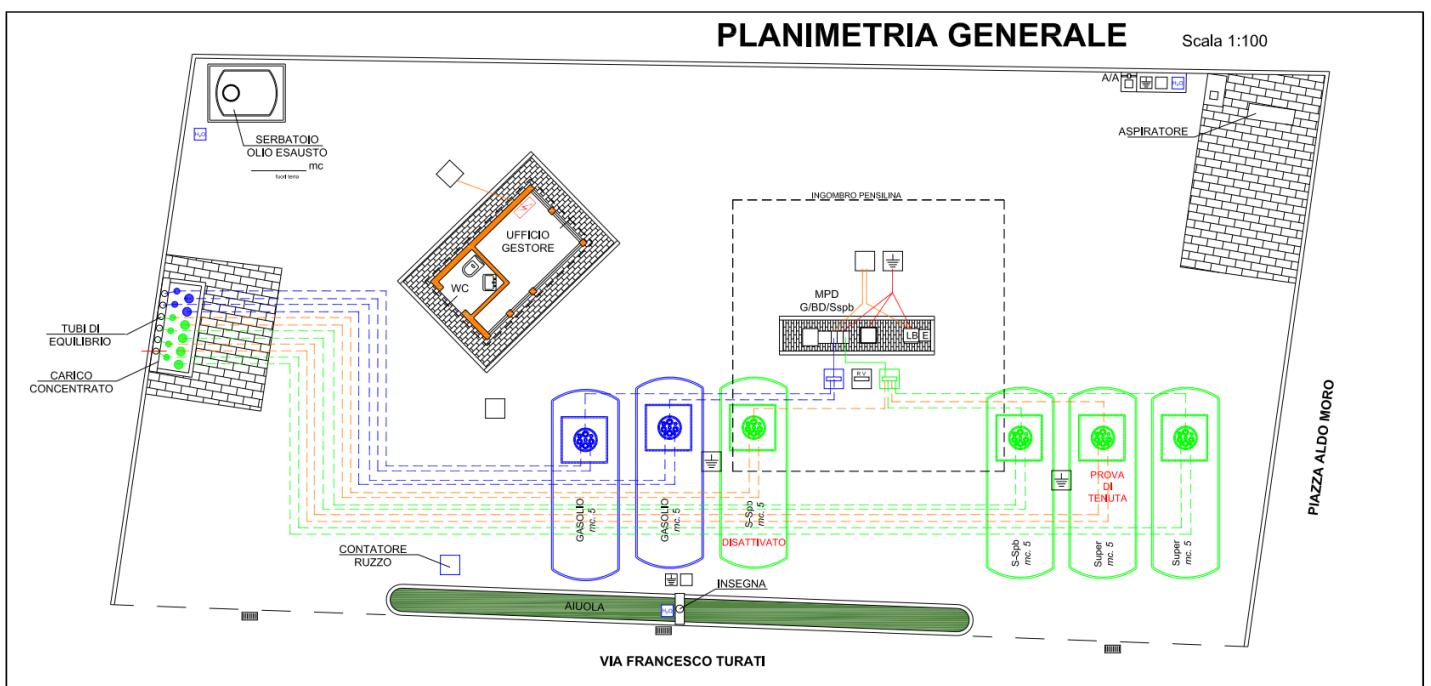 PLANIMETRIA GENERALE
Scala 1:100
A/A
H₂O
ASPIRATORE
H₂O
SERBATOIO
OLIO ESAUSTO
mc
fuori terra
INGOMBRO PENSILINA
UFFICIO
GESTORE
WC
MPD
G/BD/Sspb
LB E
R V
TUBI DI
EQUILIBRIO
CARICO
CONCENTRATO
GASOLIO
mc. 5
GASOLIO
mc. 5
S-Spb
mc. 5
DISATTIVATO
S-Spb
mc. 5
PROVA
DI
TENUTA
Super
mc. 5
Super
mc. 5
PIAZZA ALDO MORO
CONTATORE
RUZZO
INSEGNA
AIUOLA
H₂O
VIA FRANCESCO TURATI